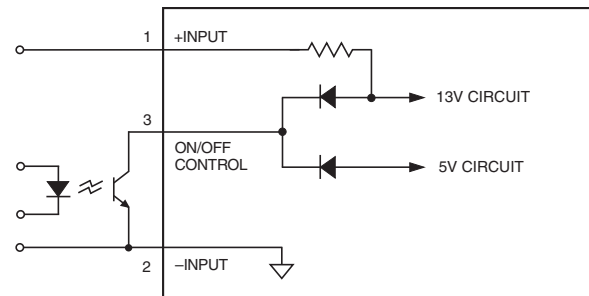 1 +INPUT
13V CIRCUIT
3
ON/OFF
CONTROL
5V CIRCUIT
2 –INPUT